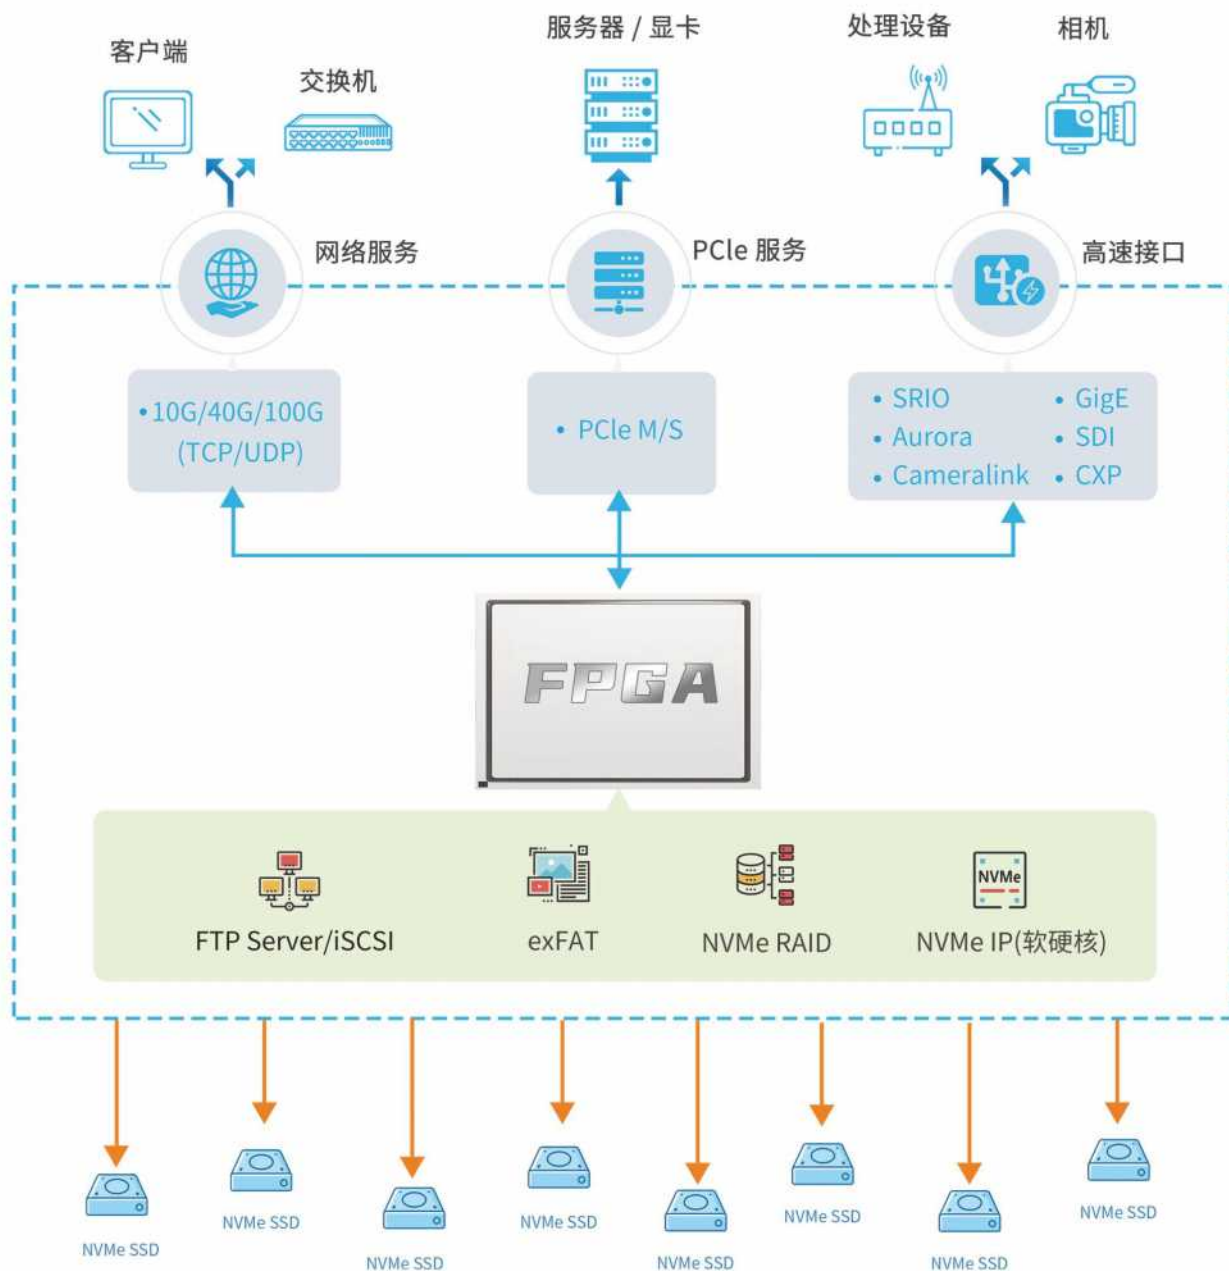 客户端
交换机
服务器 / 显卡
处理设备
相机
网络服务
PCle 服务
高速接口
• 10G/40G/100G
(TCP/UDP)
• PCle M/S
• SRIO
• GigE
• Aurora
• SDI
• Cameralink
• CXP
FPGA
NVMe
FTP Server/iSCSI
exFAT
NVMe RAID
NVMe IP(软硬核)
NVMe SSD
NVMe SSD
NVMe SSD
NVMe SSD
NVMe SSD
NVMe SSD
NVMe SSD
NVMe SSD